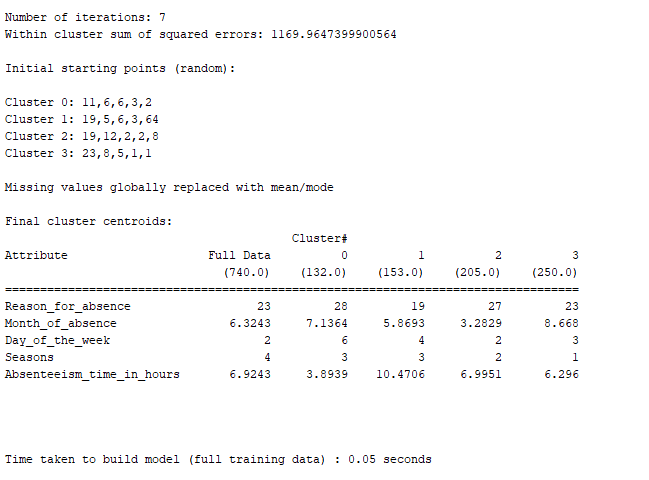 Number of iterations: 7
Within cluster sum of squared errors: 1169.9647399900564
Initial starting points (random):
Cluster 0: 11,6,6,3,2
Cluster 1: 19,5,6,3,64
Cluster 2: 19,12,2,2,8
Cluster 3: 23,8,5,1,1
Missing values globally replaced with mean/mode
Final cluster centroids:
Cluster#
Attribute Full Data 0 1 2 3
(740.0) (132.0) (153.0) (205.0) (250.0)
==================================================================================
Reason_for_absence 23 28 19 27 23
Month_of_absence 6.3243 7.1364 5.8693 3.2829 8.668
Day_of_the_week 2 6 4 2 3
Seasons 4 3 3 2 1
Absenteeism_time_in_hours 6.9243 3.8939 10.4706 6.9951 6.296
Time taken to build model (full training data) : 0.05 seconds